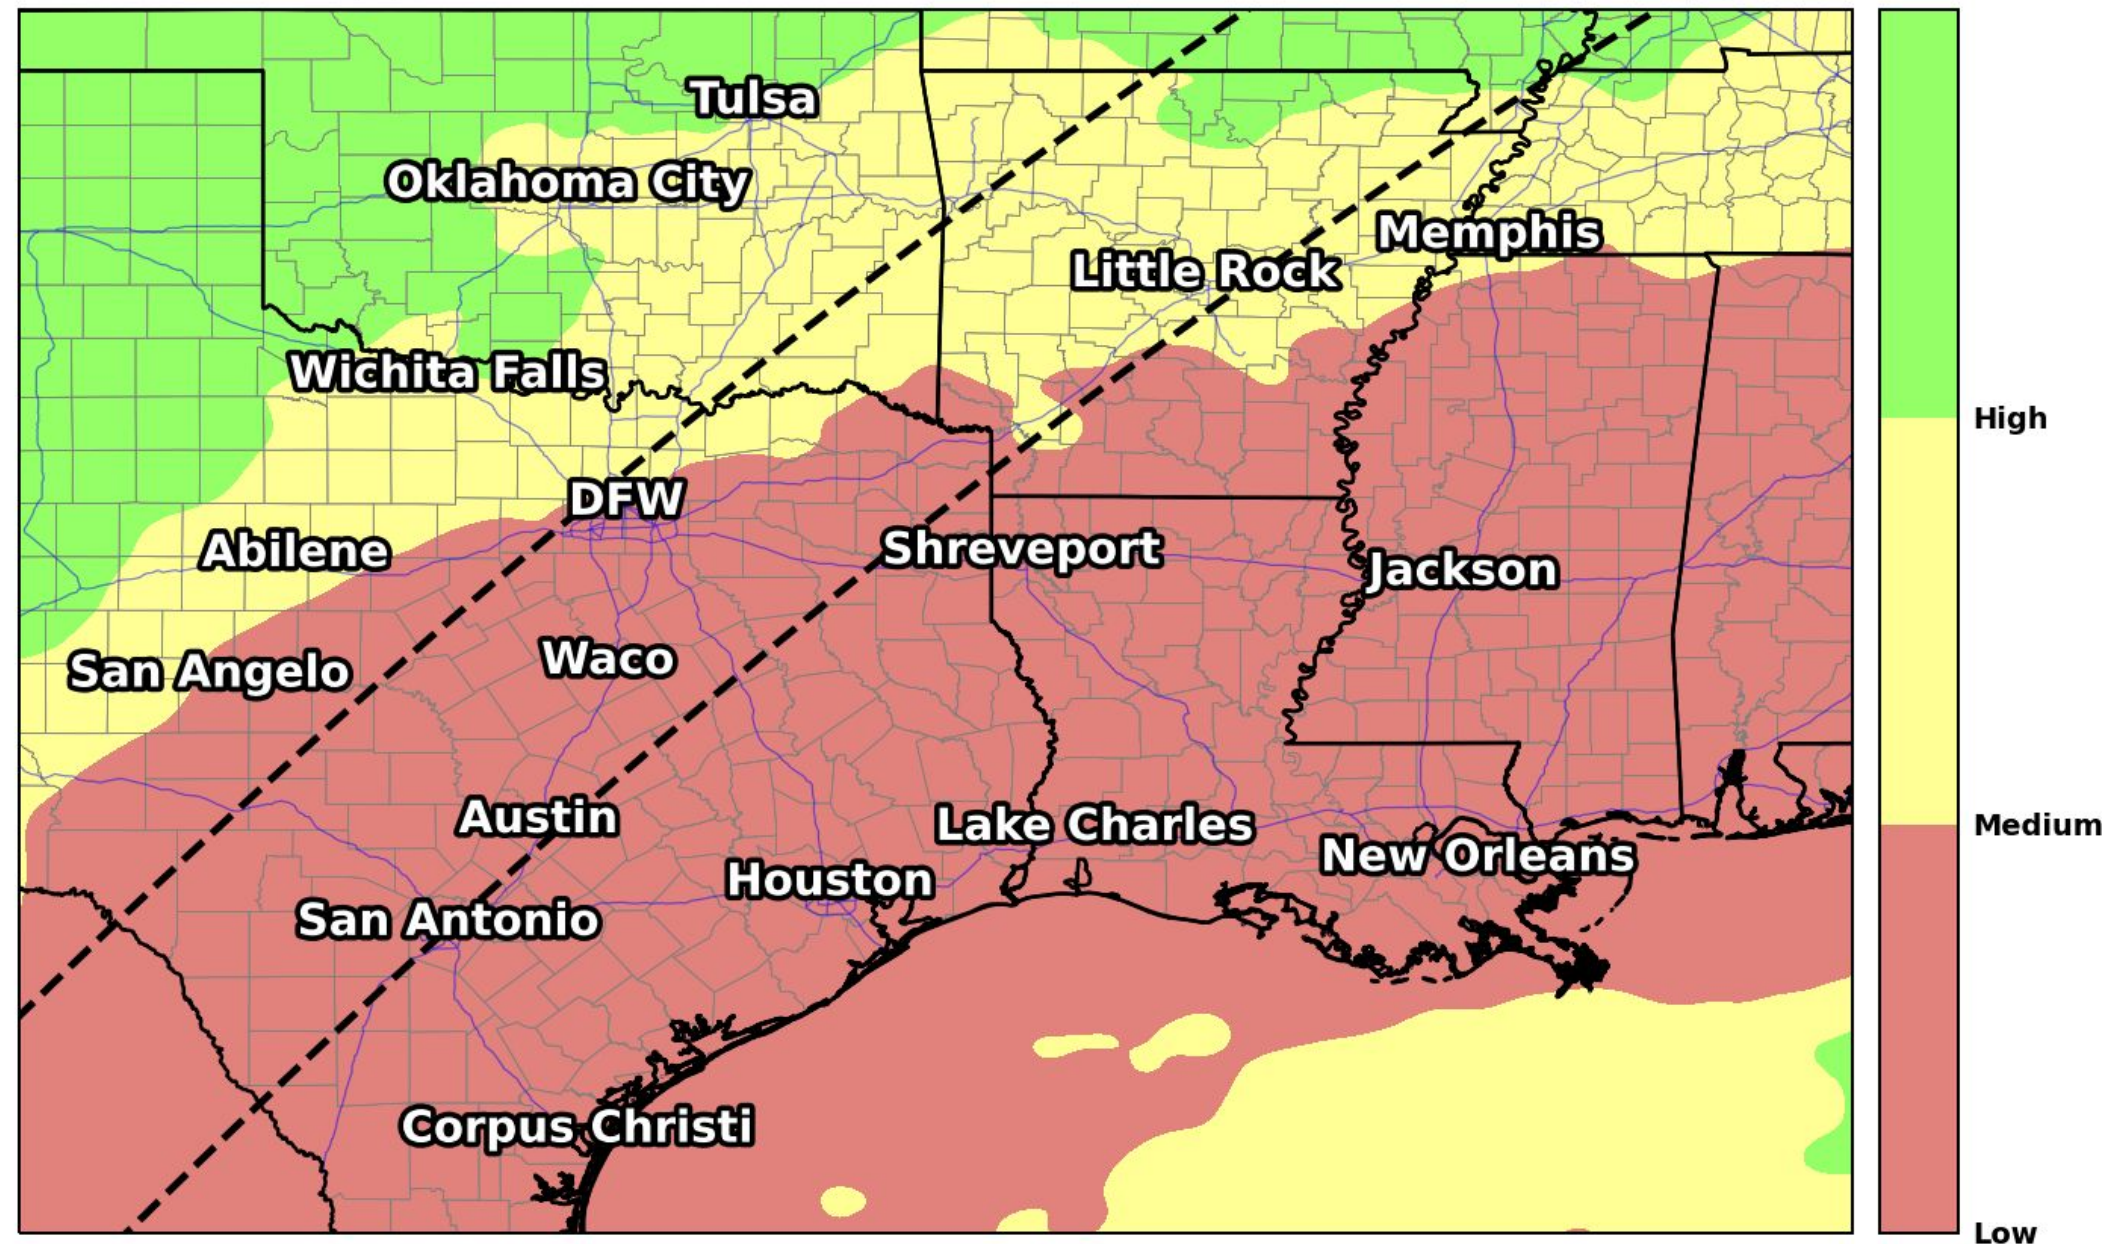 Tulsa
Oklahoma City
Memphis
Little Rock
Wichita Falls
High
DFW
Abilene
Shreveport
Jackson
San Angelo
Waco
Austin
Lake Charles
Medium
New Orleans
Houston
San Antonio
Corpus Christi
Low